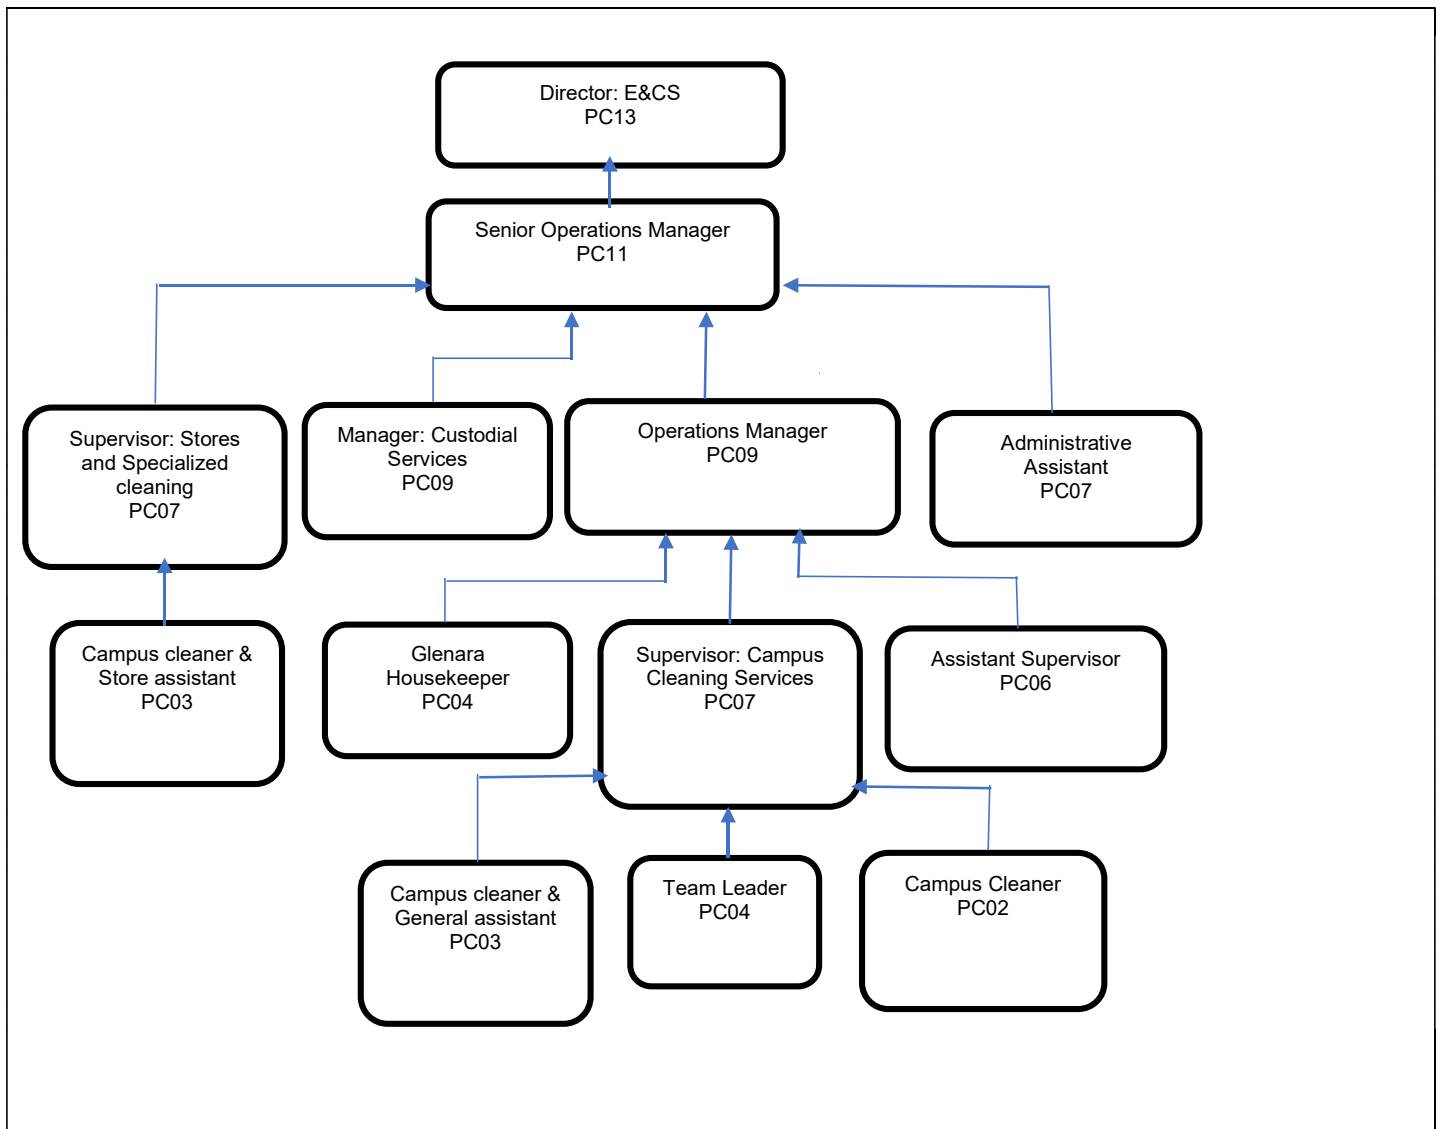 Director: E&CS
PC13
Senior Operations Manager
PC11
Supervisor: Stores
and Specialized
cleaning
PC07
Manager: Custodial
Services
PC09
Operations Manager
PC09
Administrative
Assistant
PC07
Campus cleaner &
Store assistant
PC03
Glenara
Housekeeper
PC04
Supervisor: Campus
Cleaning Services
PC07
Assistant Supervisor
PC06
Campus cleaner &
General assistant
PC03
Team Leader
PC04
Campus Cleaner
PC02